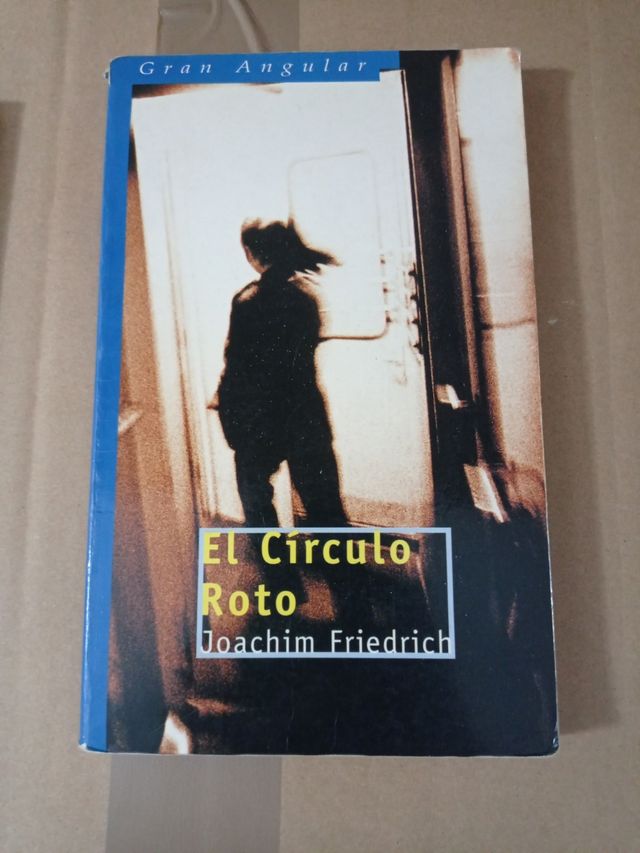 Gran Angular
El Círculo
Roto
Joachim Friedrich